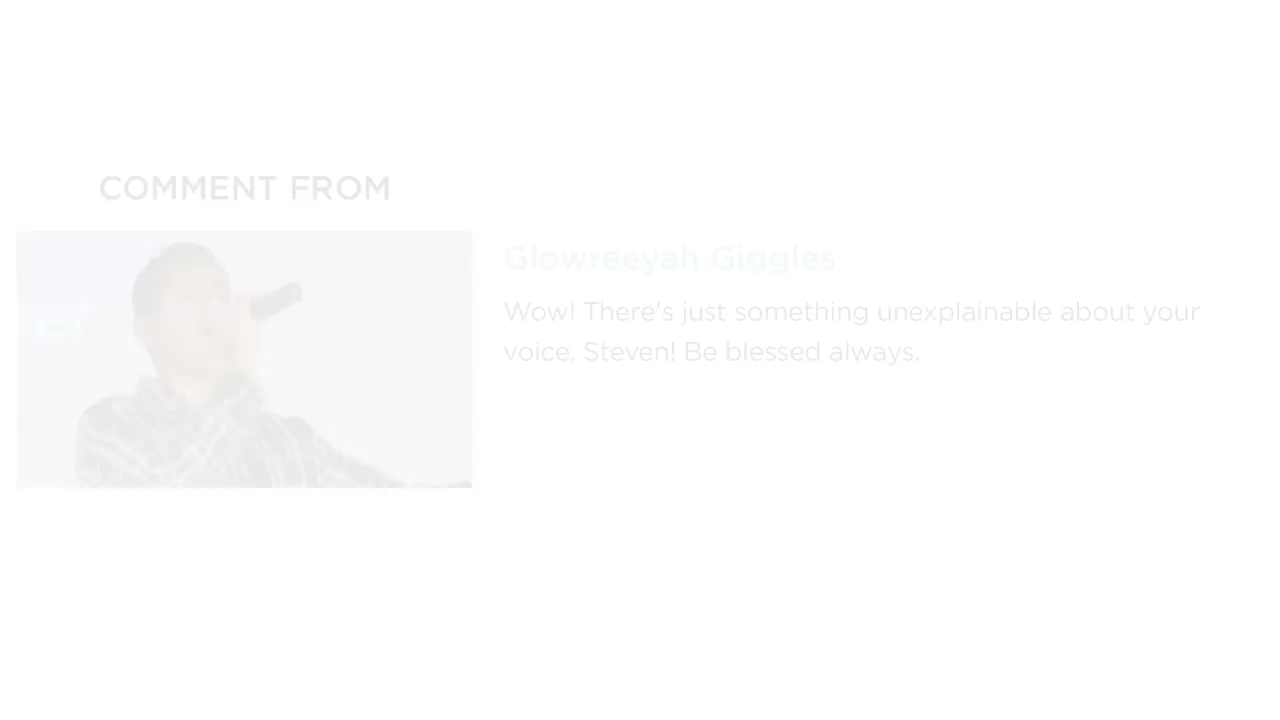 COMMENT FROM
Glowreeyah Giggles
Wow! There's just something unexplainable about your
voice, Steven! Be blessed always.